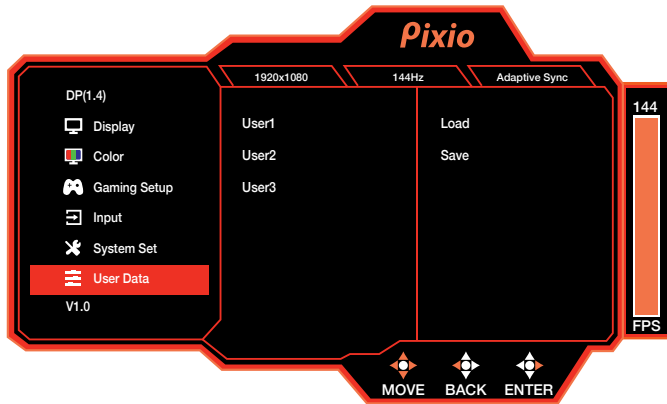 Pixio
1920x1080 144Hz Adaptive Sync
DP(1.4)
Display
Color
Gaming Setup
Input
System Set
User Data
V1.0
User1
User2
User3
Load
Save
144
FPS
MOVE BACK ENTER